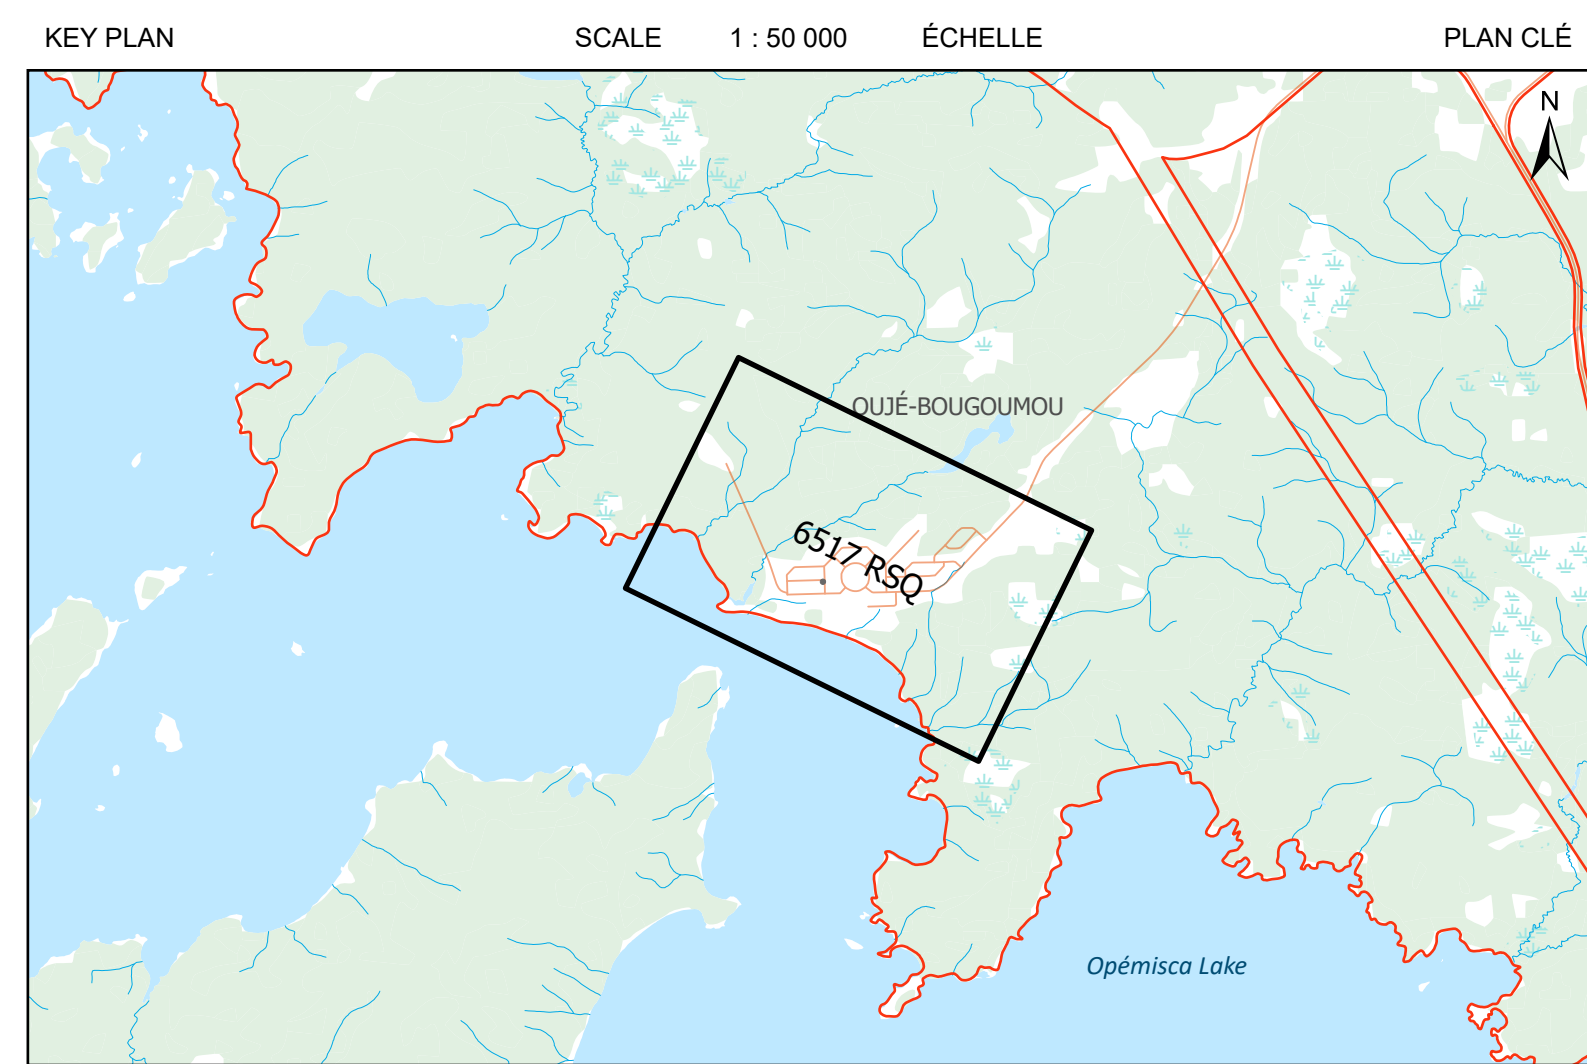 KEY PLAN SCALE 1 : 50 000 ÉCHELLE PLAN CLÉ
N
OUJÉ-BOUGOUMOU
6517 RSQ
Opémisca Lake